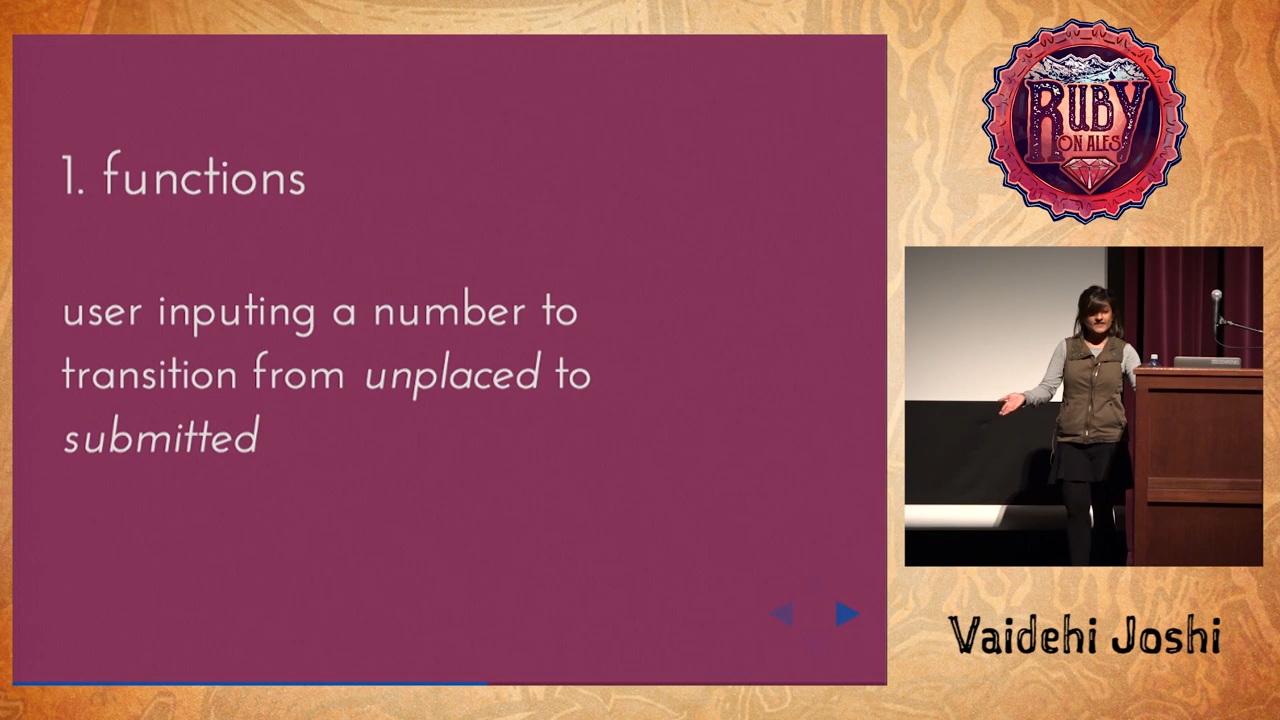 1. functions
user inputing a number to
transition from unplaced to
submitted
RUBY
ON ALES
Vaidehi Joshi